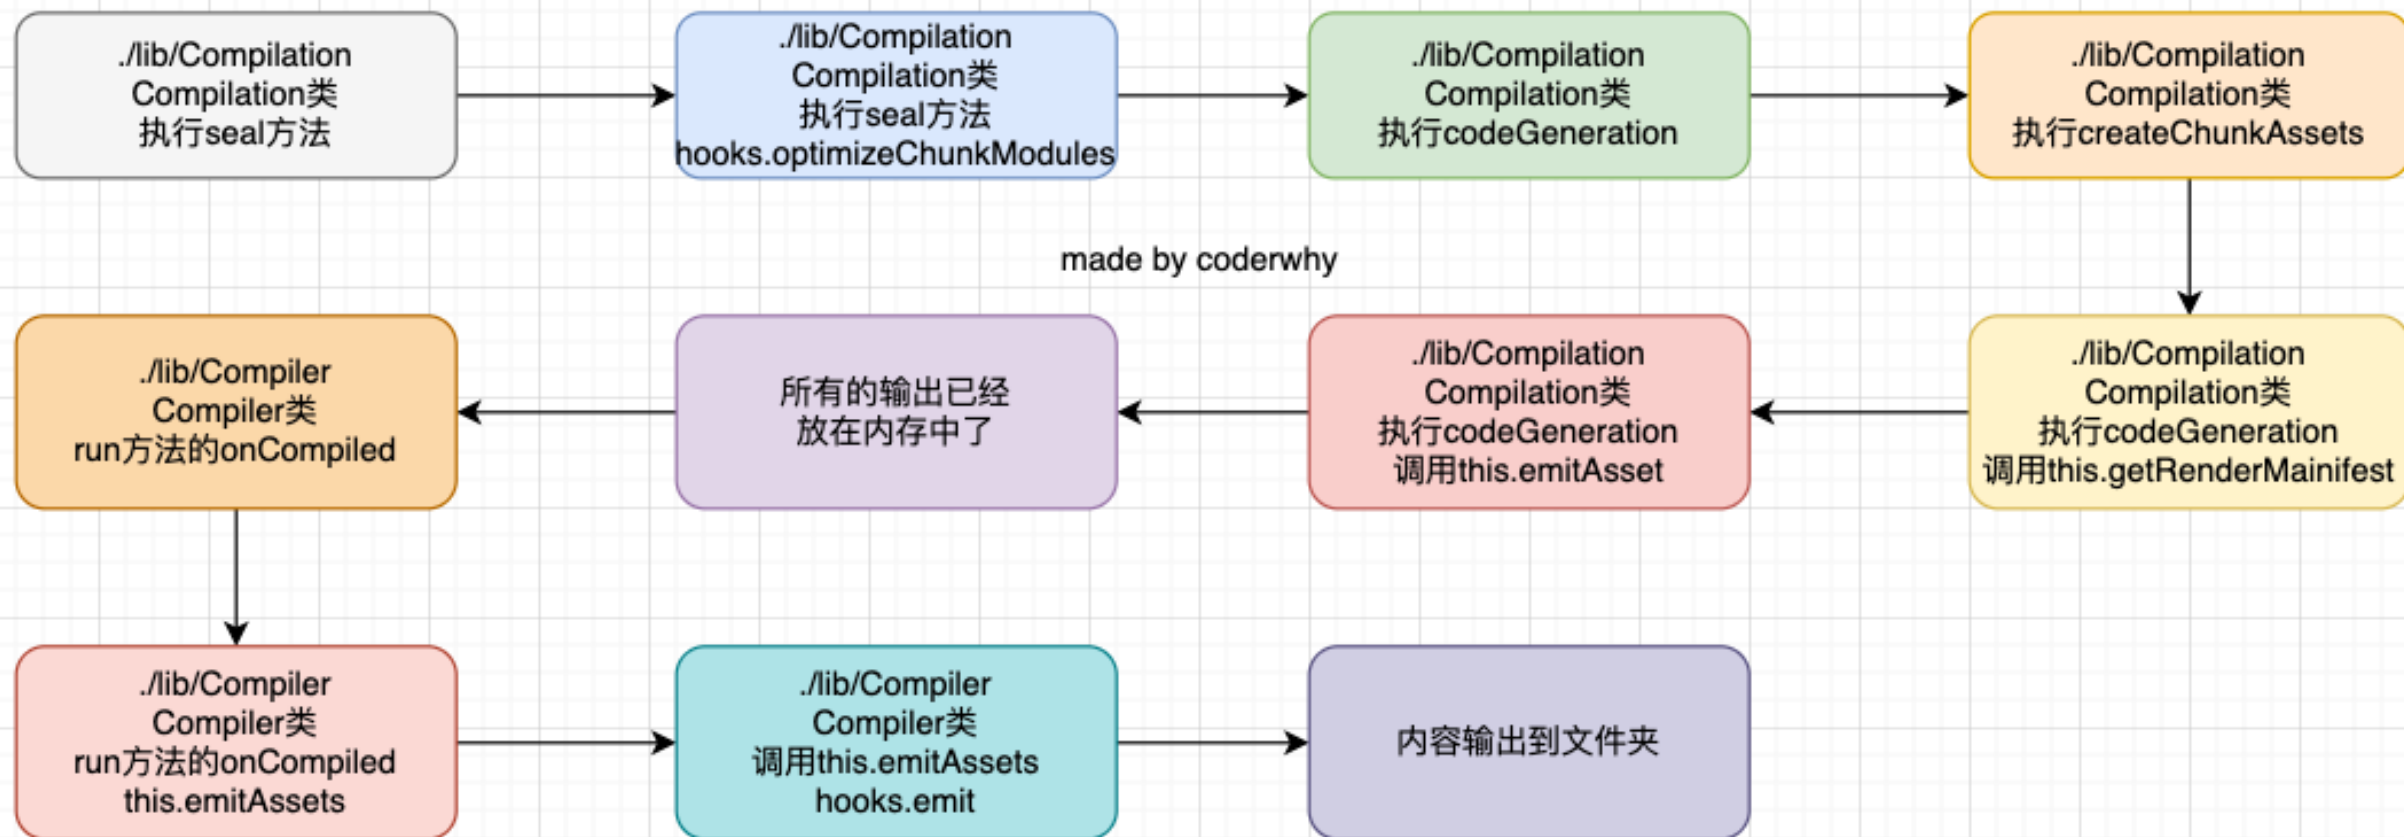 ./lib/Compilation
Compilation类
执行seal方法
./lib/Compilation
Compilation类
执行seal方法
hooks.optimizeChunkModules
./lib/Compilation
Compilation类
执行codeGeneration
./lib/Compilation
Compilation类
执行createChunkAssets
made by coderwhy
./lib/Compilation
Compilation类
执行codeGeneration
调用this.getRenderMainifest
./lib/Compilation
Compilation类
执行codeGeneration
调用this.emitAsset
所有的输出已经
放在内存中了
./lib/Compiler
Compiler类
run方法的onCompiled
./lib/Compiler
Compiler类
run方法的onCompiled
this.emitAssets
./lib/Compiler
Compiler类
调用this.emitAssets
hooks.emit
内容输出到文件夹